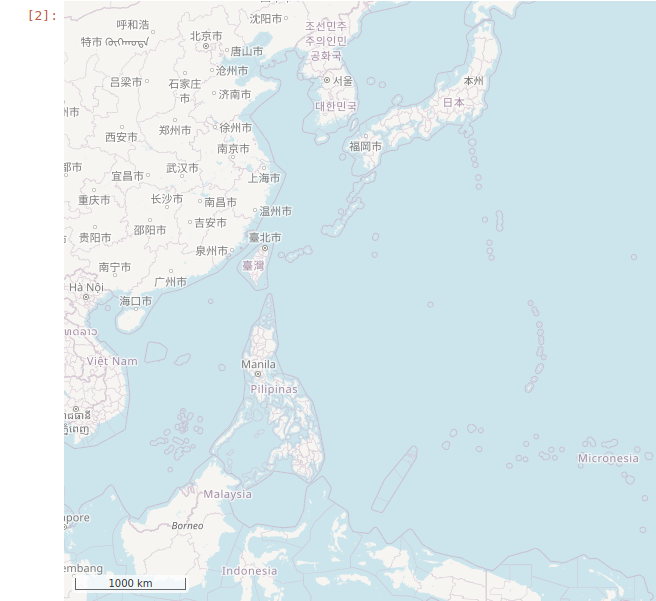 [2]:
呼和浩
沈阳市
조선민주
주의인민
공화국
特市
北京市
唐山市
沧州市
서울
本州
吕梁市
石家庄
市
济南市
대한민국
日本
州市
郑州市
徐州市
西安市
福岡市
南京市
都市
宜昌市
武汉市
上海市
重庆市
长沙市
南昌市
温州市
吉安市
邵阳市
贵阳市
臺北市
泉州市
南宁市
臺灣
广州市
Hà Nội
海口市
Việt Nam
Manila
Pilipinas
Micronesia
Malaysia
apore
Borneo
embang
Indonesia
1000 km